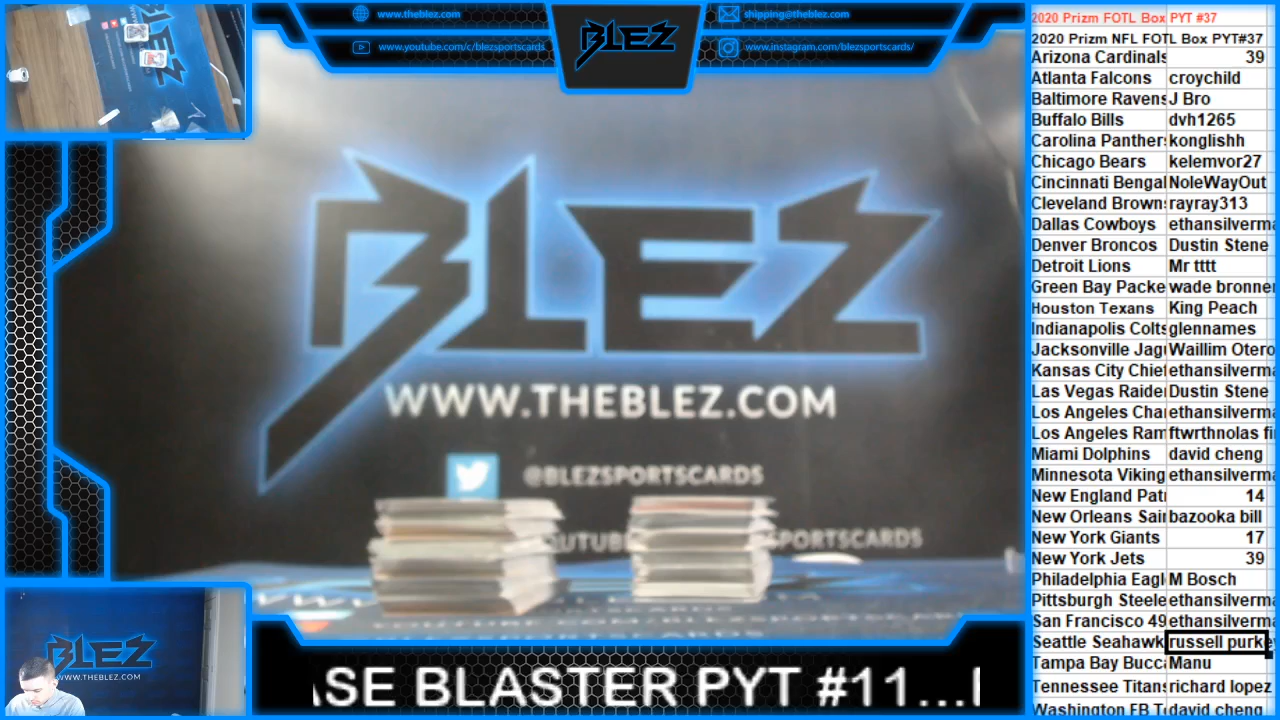 www.theblez.com
shipping@theblez.com
www.youtube.com/c/blezsportscards
www.instagram.com/blezsportscards/
BLEZ
BLEZ
WWW.THEBLEZ.COM
@BLEZSPORTSCARDS
BLEZ
WWW.THEBLEZ.COM
ASE BLASTER PYT #11...
2020 Prizm FOTL Box PYT #37
2020 Prizm NFL FOTL Box PYT#37
Arizona Cardinals 39
Atlanta Falcons croychild
Baltimore Ravens J Bro
Buffalo Bills dvh1265
Carolina Panthers konglishh
Chicago Bears kelemvor27
Cincinnati Bengal NoleWayOut
Cleveland Browns rayray313
Dallas Cowboys ethansilverma
Denver Broncos Dustin Stene
Detroit Lions Mr tttt
Green Bay Packe wade bronner
Houston Texans King Peach
Indianapolis Colts glennames
Jacksonville Jagu Waillim Otero
Kansas City Chief ethansilverma
Las Vegas Raider Dustin Stene
Los Angeles Char ethansilverma
Los Angeles Ram ftwrthnolas fi
Miami Dolphins david cheng
Minnesota Viking ethansilverma
New England Patr 14
New Orleans Sain bazooka bill
New York Giants 17
New York Jets 39
Philadelphia Eagl M Bosch
Pittsburgh Steele ethansilverma
San Francisco 49 ethansilverma
Seattle Seahawk russell purke
Tampa Bay Bucca Manu
Tennessee Titans richard lopez
Washington FB T david cheng